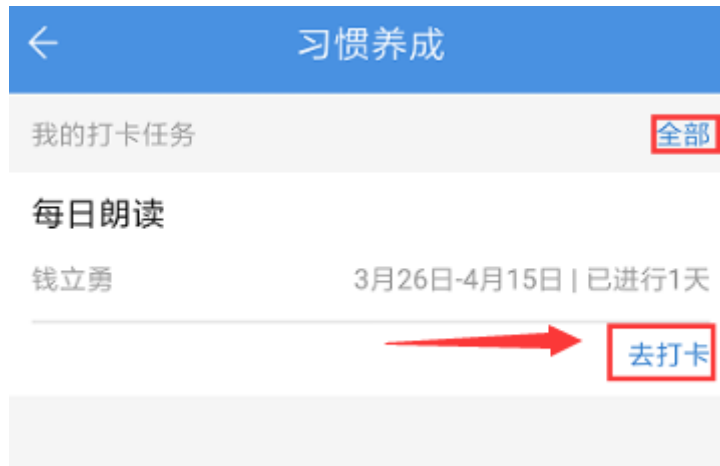 习惯养成
我的打卡任务 全部
每日朗读
钱立勇 3月26日-4月15日 | 已进行1天
去打卡